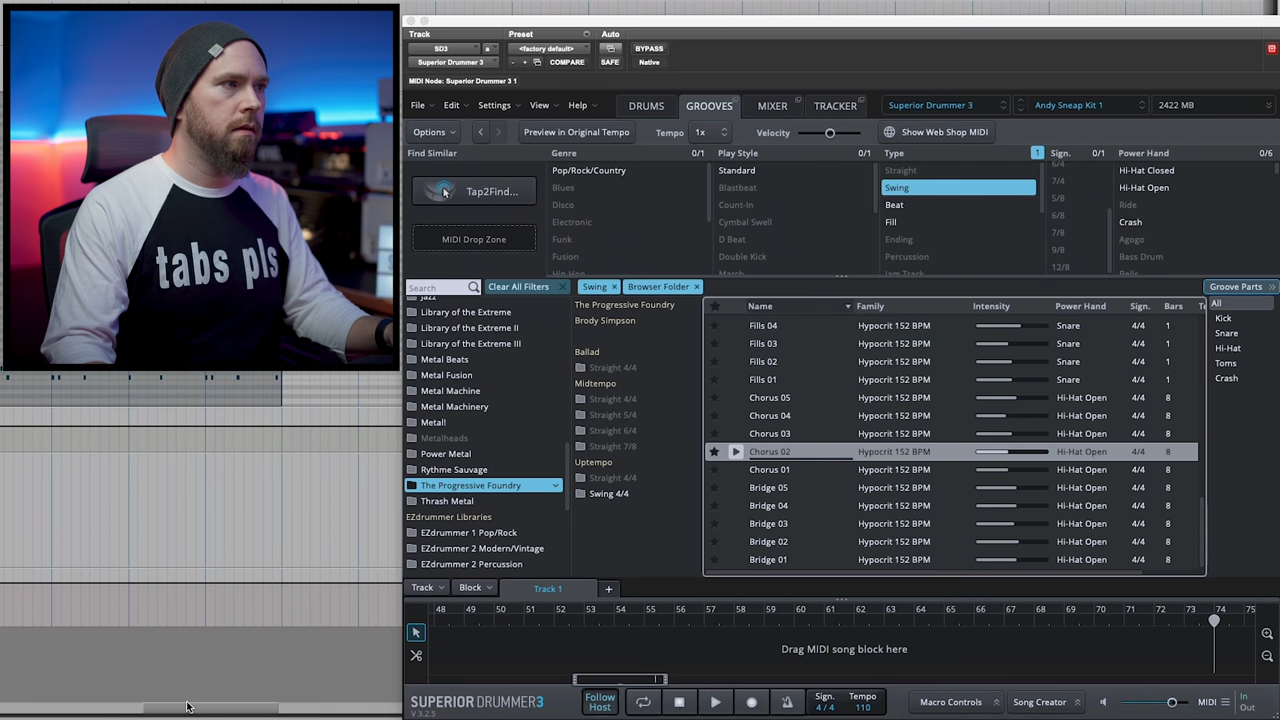 tabs pls
Track
Preset
Auto
SD3
a
<factory default>
BYPASS
Superior Drummer 3
- +
COMPARE
SAFE
Native
MIDI Node: Superior Drummer 3 1
File
Edit
Settings
View
Help
DRUMS
GROOVES
MIXER
TRACKER
Superior Drummer 3
Andy Sneap Kit 1
2422 MB
Options
Preview in Original Tempo
Tempo
1x
Velocity
Show Web Shop MIDI
Find Similar
Tap2Find...
MIDI Drop Zone
Genre 0/1
Pop/Rock/Country
Blues
Disco
Electronic
Funk
Fusion
Hip Hop
Play Style 0/1
Standard
Blastbeat
Count-In
Cymbal Swell
D Beat
Double Kick
March
Type 1
Straight
Swing
Beat
Fill
Ending
Percussion
Jam Track
Sign. 0/1
6/4
7/4
5/8
6/8
7/8
9/8
12/8
Power Hand 0/6
Hi-Hat Closed
Hi-Hat Open
Ride
Crash
Agogo
Bass Drum
Bells
Search
Clear All Filters ×
Swing ×
Browser Folder ×
Groove Parts
Jazz
Library of the Extreme
Library of the Extreme II
Library of the Extreme III
Metal Beats
Metal Fusion
Metal Machine
Metal Machinery
Metal!
Metalheads
Power Metal
Rythme Sauvage
The Progressive Foundry
Thrash Metal
EZdrummer Libraries
EZdrummer 1 Pop/Rock
EZdrummer 2 Modern/Vintage
EZdrummer 2 Percussion
The Progressive Foundry
Brody Simpson
Ballad
Straight 4/4
Midtempo
Straight 4/4
Straight 5/4
Straight 6/4
Straight 7/8
Uptempo
Straight 4/4
Swing 4/4
Name Family Intensity Power Hand Sign. Bars
Fills 04 Hypocrit 152 BPM Snare 4/4 1
Fills 03 Hypocrit 152 BPM Snare 4/4 1
Fills 02 Hypocrit 152 BPM Snare 4/4 1
Fills 01 Hypocrit 152 BPM Snare 4/4 1
Chorus 05 Hypocrit 152 BPM Hi-Hat Open 4/4 8
Chorus 04 Hypocrit 152 BPM Hi-Hat Open 4/4 8
Chorus 03 Hypocrit 152 BPM Hi-Hat Open 4/4 8
Chorus 02 Hypocrit 152 BPM Hi-Hat Open 4/4 8
Chorus 01 Hypocrit 152 BPM Hi-Hat Open 4/4 8
Bridge 05 Hypocrit 152 BPM Hi-Hat Open 4/4 8
Bridge 04 Hypocrit 152 BPM Hi-Hat Open 4/4 8
Bridge 03 Hypocrit 152 BPM Hi-Hat Open 4/4 8
Bridge 02 Hypocrit 152 BPM Hi-Hat Open 4/4 8
Bridge 01 Hypocrit 152 BPM Hi-Hat Open 4/4 8
All
Kick
Snare
Hi-Hat
Toms
Crash
Track
Block
Track 1
+
48 49 50 51 52 53 54 55 56 57 58 59 60 61 62 63 64 65 66 67 68 69 70 71 72 73 74 75
Drag MIDI song block here
SUPERIOR DRUMMER 3
V 3.2.5
Follow
Host
Sign.
4 / 4
Tempo
110
Macro Controls
Song Creator
MIDI
In
Out